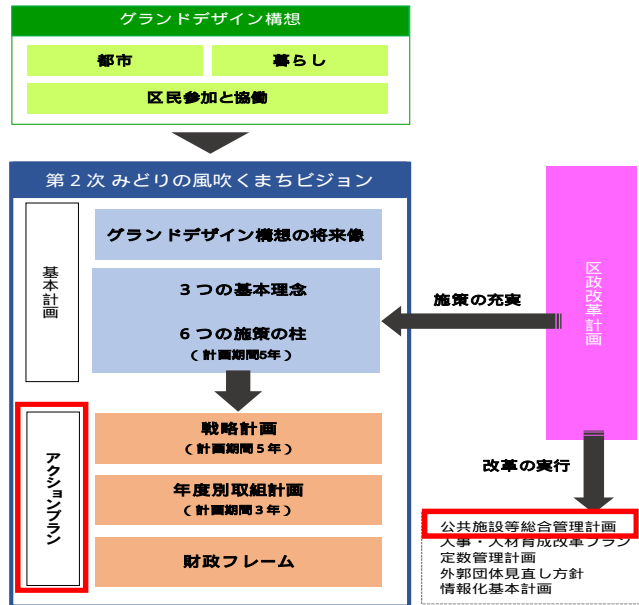 グランドデザイン構想
都市
暮らし
区民参加と協働
第２次 みどりの風吹くまちビジョン
基本計画
グランドデザイン構想の将来像
３つの基本理念
６つの施策の柱
（計画期間5年）
アクションプラン
戦略計画
（計画期間５年）
年度別取組計画
（計画期間３年）
財政フレーム
施策の充実
区政改革計画
改革の実行
公共施設等総合管理計画
人事・人材育成改革プラン
定数管理計画
外郭団体見直し方針
情報化基本計画